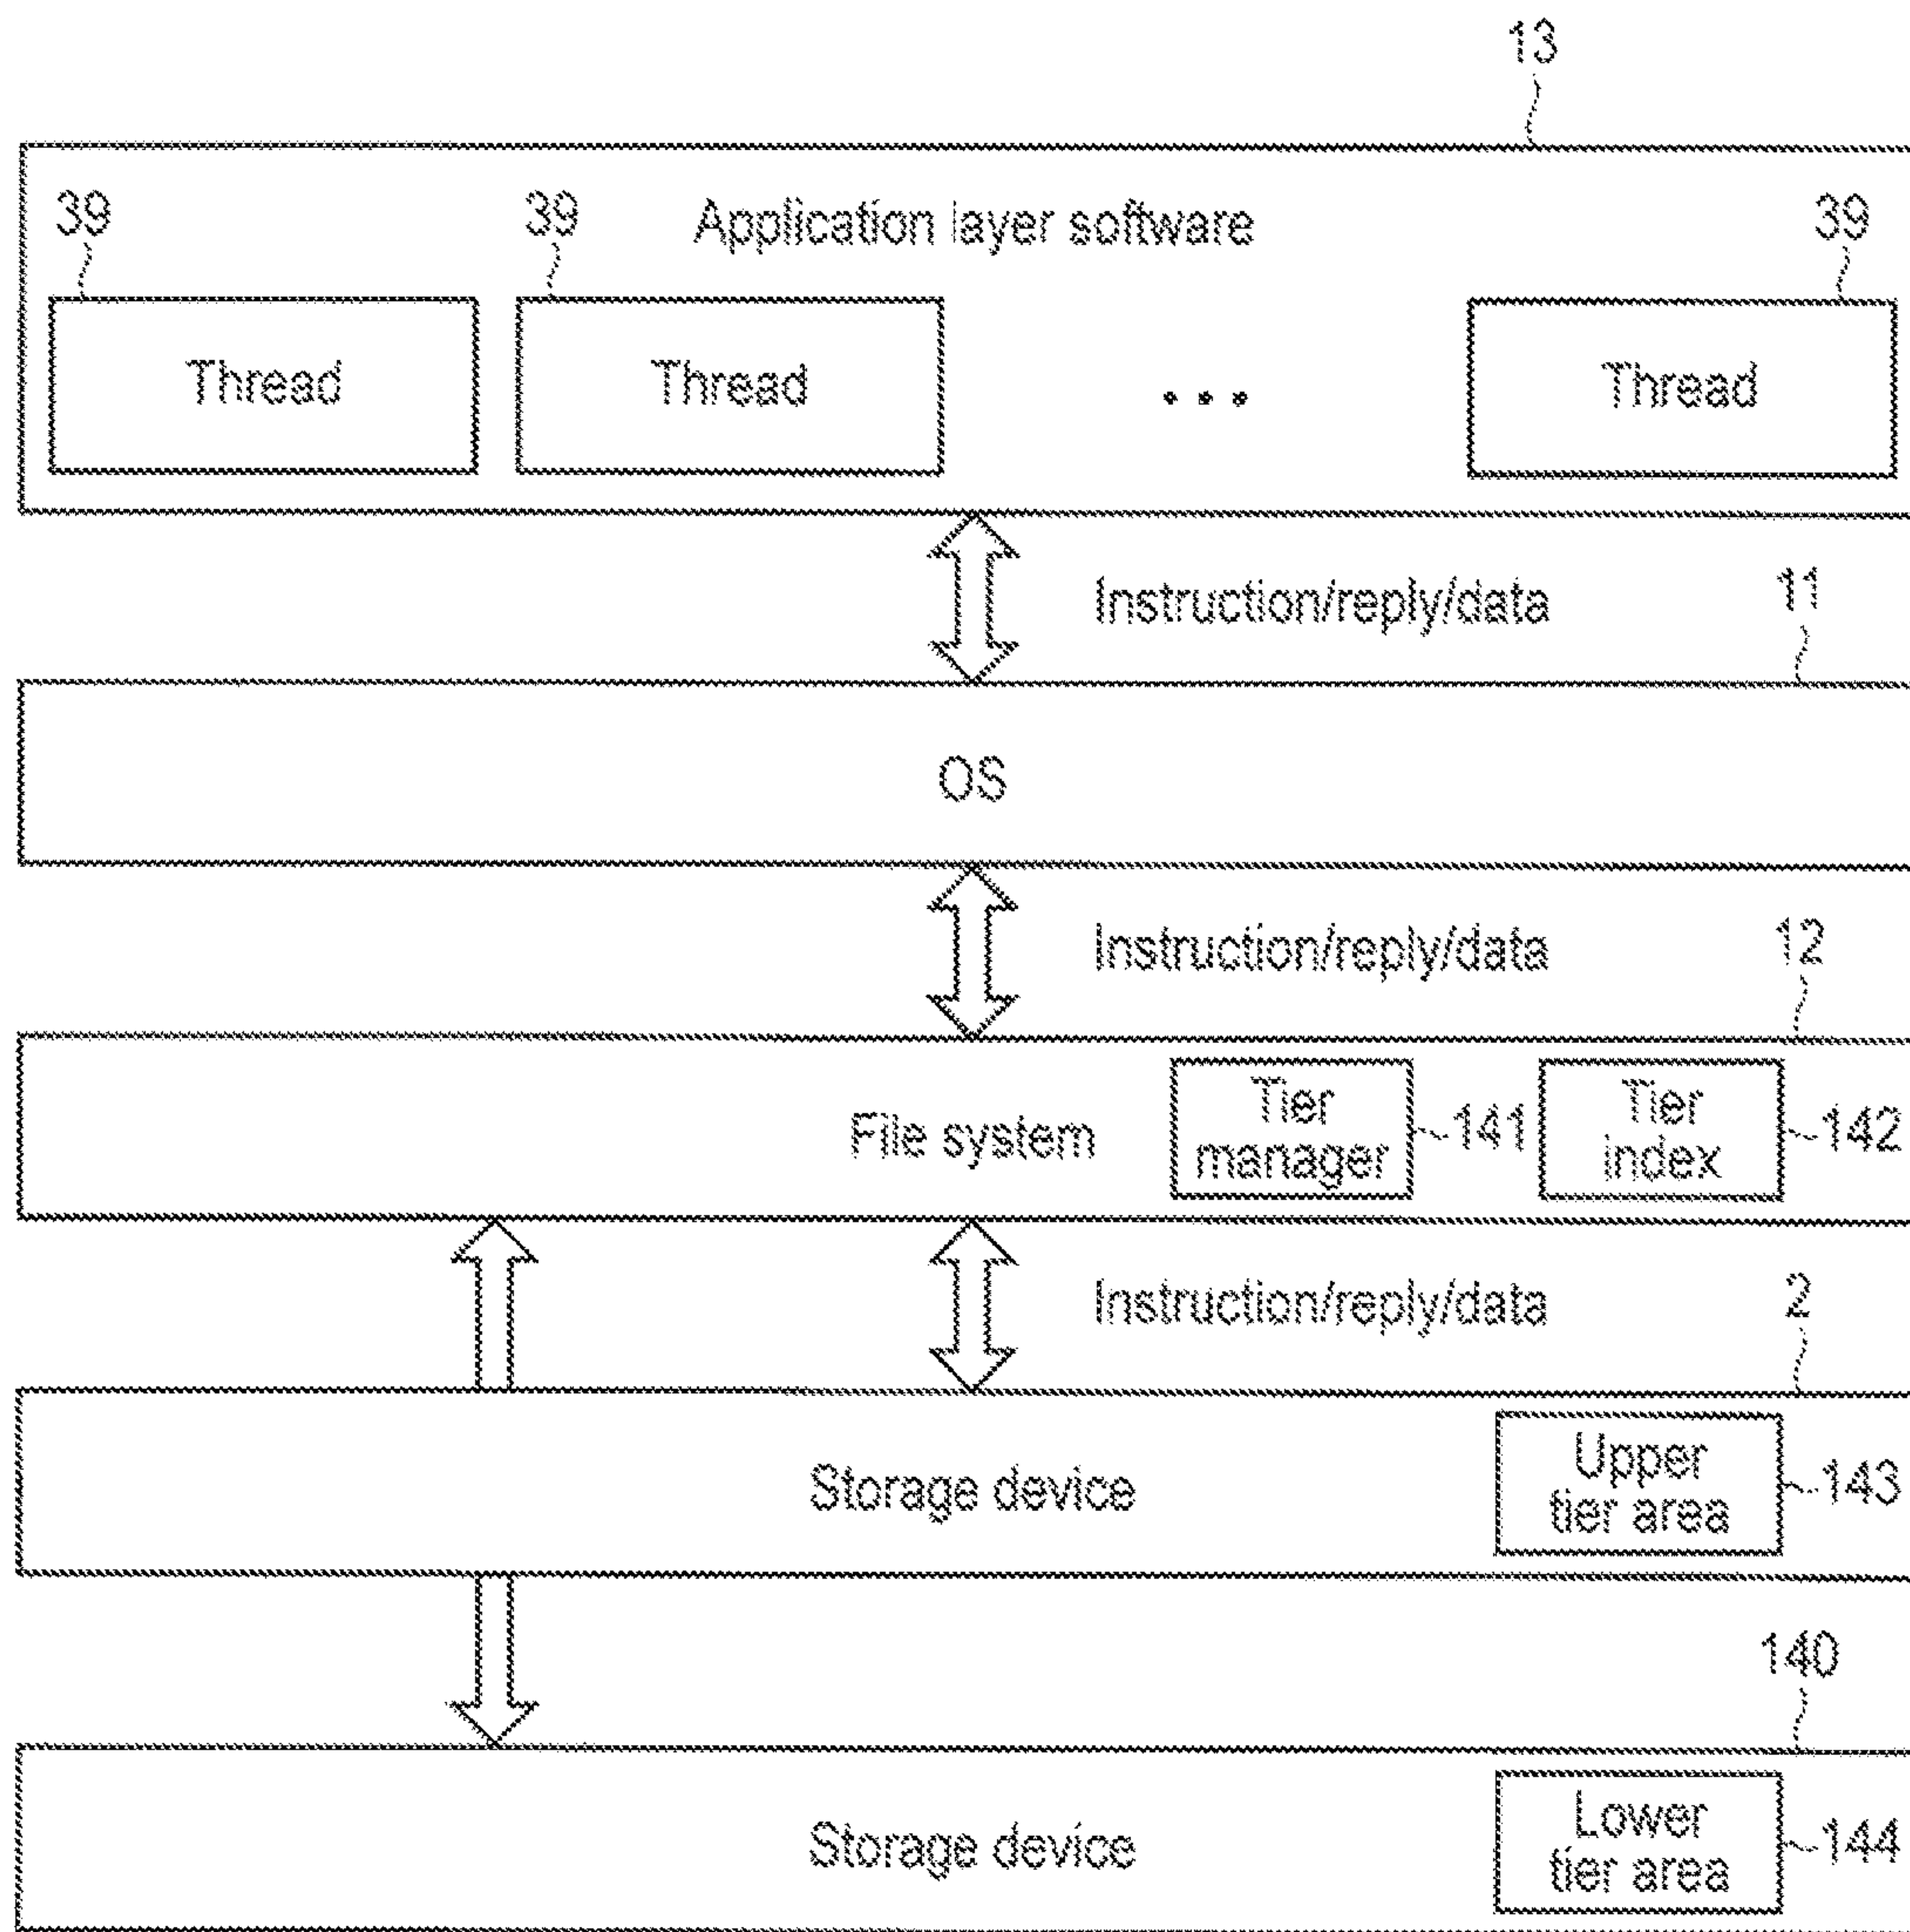 13
39 39 Application layer software 39
Thread Thread ... Thread
Instruction/reply/data 11
OS
Instruction/reply/data 12
File system
Tier
manager
141
Tier
index
142
Instruction/reply/data 2
Storage device
Upper
tier area
143
140
Storage device
Lower
tier area
144